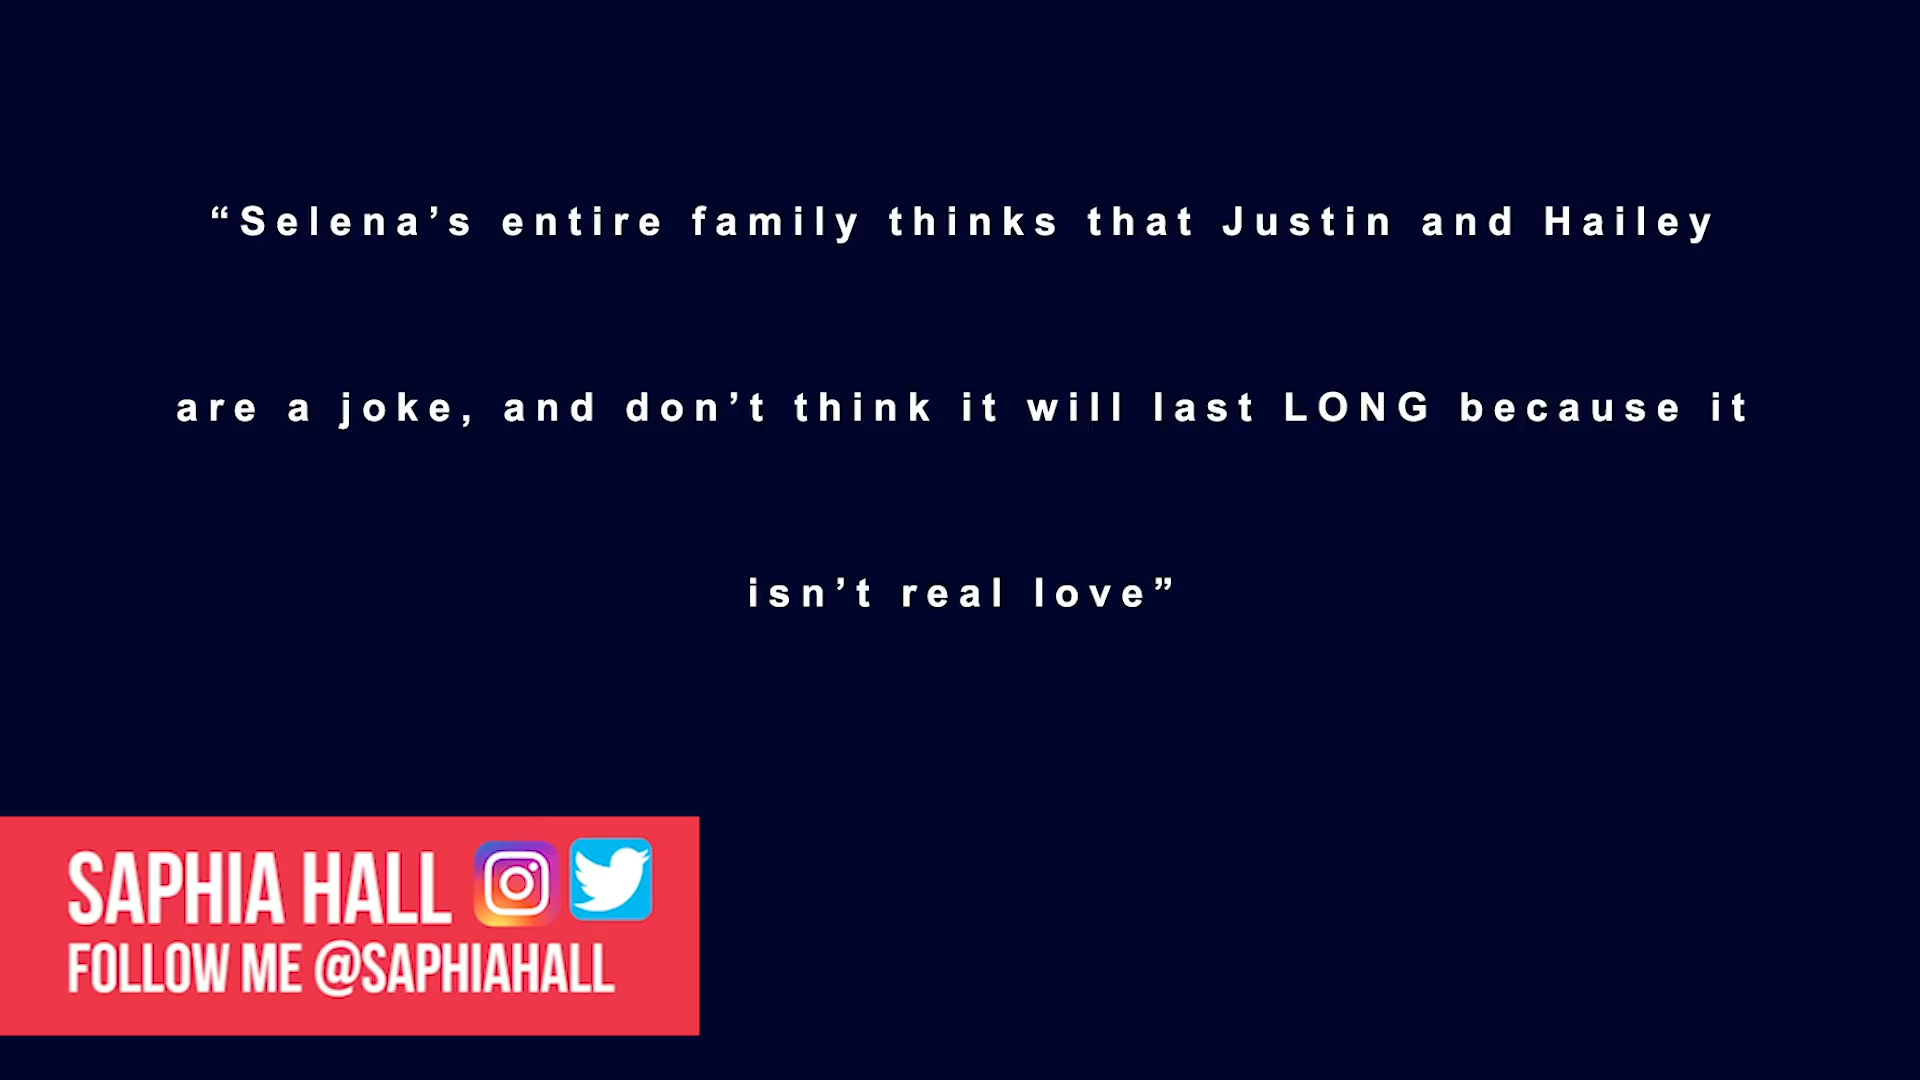 “Selena’s entire family thinks that Justin and Hailey
are a joke, and don’t think it will last LONG because it
isn’t real love”
SAPHIA HALL
FOLLOW ME @SAPHIAHALL